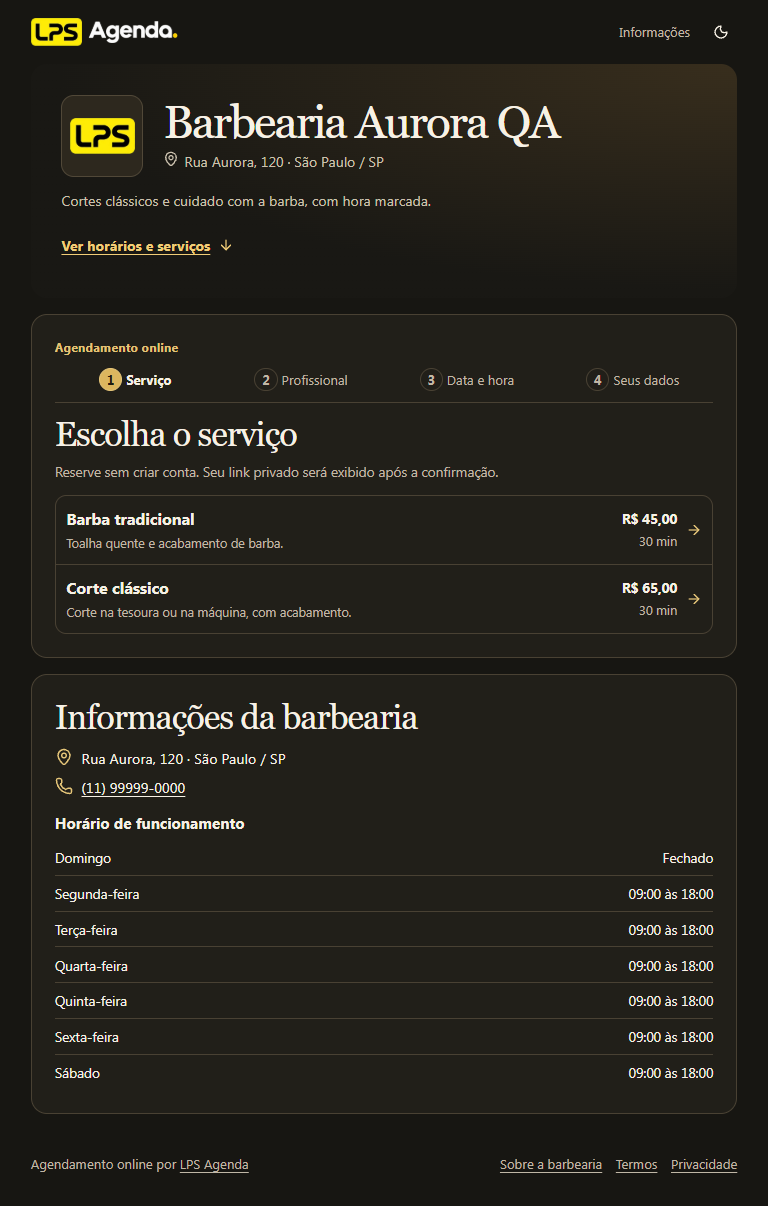 LPS Agenda.
Informações
LPS
Barbearia Aurora QA
Rua Aurora, 120 · São Paulo / SP
Cortes clássicos e cuidado com a barba, com hora marcada.
Ver horários e serviços
Agendamento online
1 Serviço
2 Profissional
3 Data e hora
4 Seus dados
Escolha o serviço
Reserve sem criar conta. Seu link privado será exibido após a confirmação.
Barba tradicional
R$ 45,00
Toalha quente e acabamento de barba.
30 min
Corte clássico
R$ 65,00
Corte na tesoura ou na máquina, com acabamento.
30 min
Informações da barbearia
Rua Aurora, 120 · São Paulo / SP
(11) 99999-0000
Horário de funcionamento
Domingo Fechado
Segunda-feira 09:00 às 18:00
Terça-feira 09:00 às 18:00
Quarta-feira 09:00 às 18:00
Quinta-feira 09:00 às 18:00
Sexta-feira 09:00 às 18:00
Sábado 09:00 às 18:00
Agendamento online por LPS Agenda
Sobre a barbearia Termos Privacidade